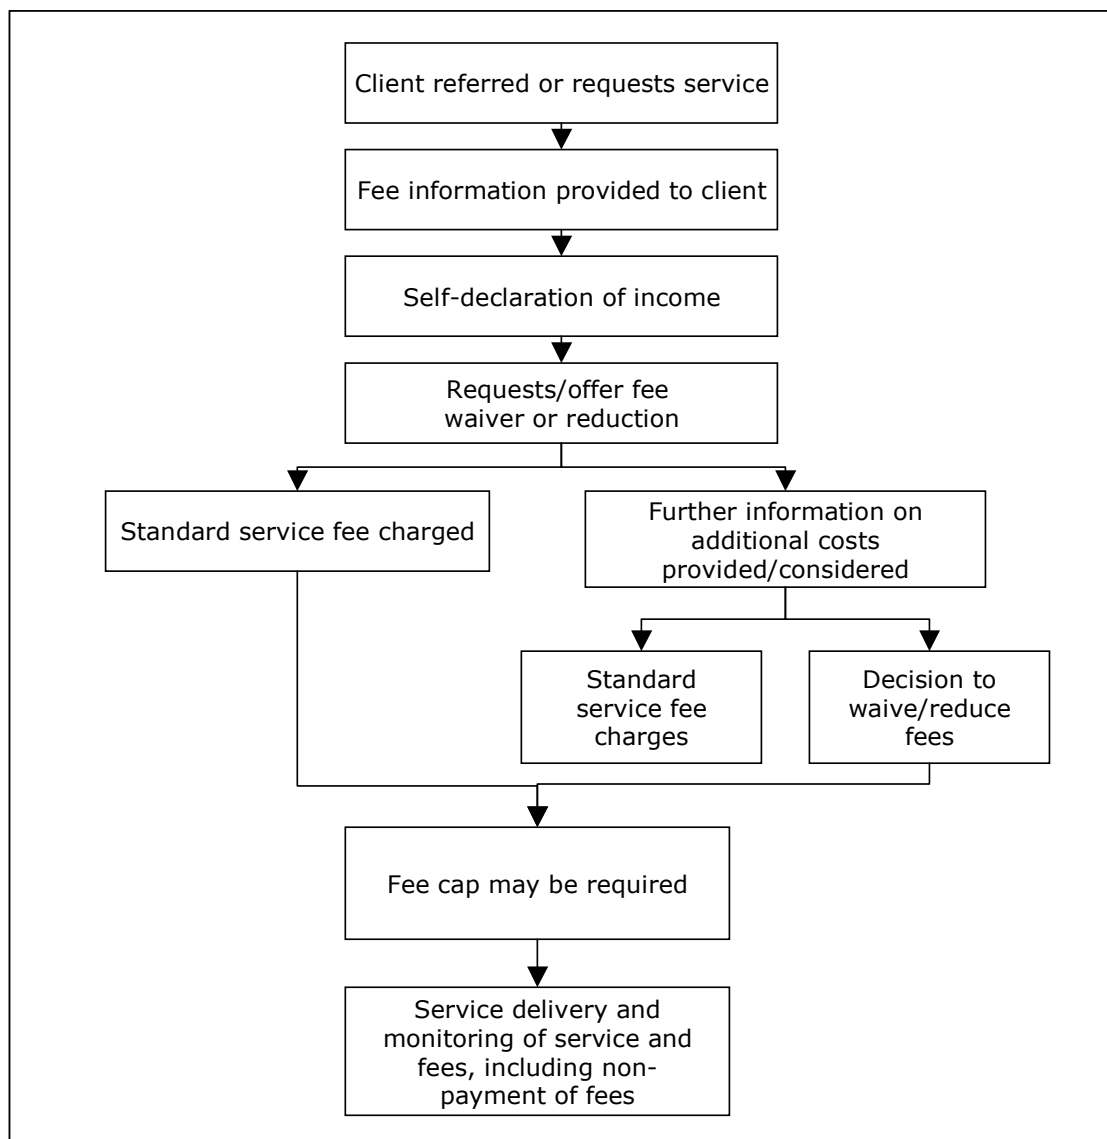 Client referred or requests service
Fee information provided to client
Self-declaration of income
Requests/offer fee
waiver or reduction
Standard service fee charged
Further information on
additional costs
provided/considered
Standard
service fee
charges
Decision to
waive/reduce
fees
Fee cap may be required
Service delivery and
monitoring of service and
fees, including non-
payment of fees